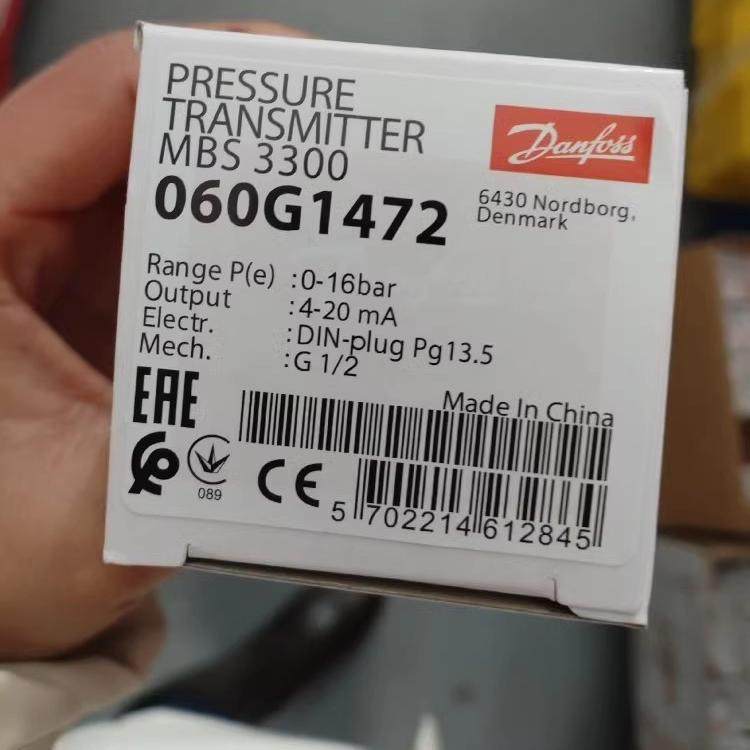 PRESSURE
TRANSMITTER
MBS 3300
060G1472
Danfoss
6430 Nordborg,
Denmark
Range P(e) :0-16bar
Output :4-20 mA
Electr. :DIN-plug Pg13.5
Mech. :G 1/2
EAC
Made In China
089
CE
5 702214 612845